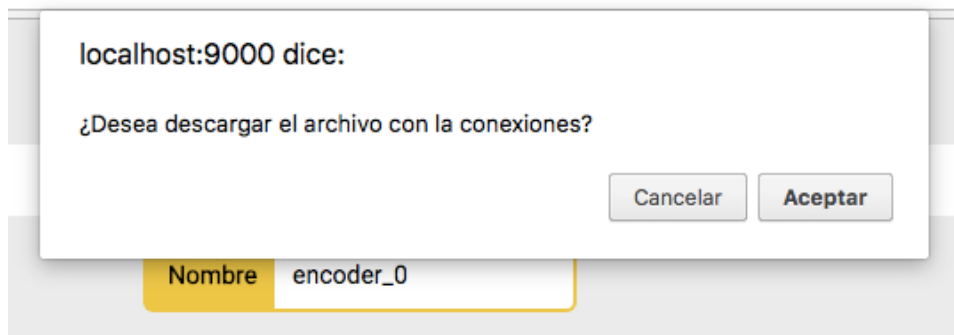 localhost:9000 dice:
¿Desea descargar el archivo con la conexiones?
Cancelar Aceptar
Nombre encoder_0